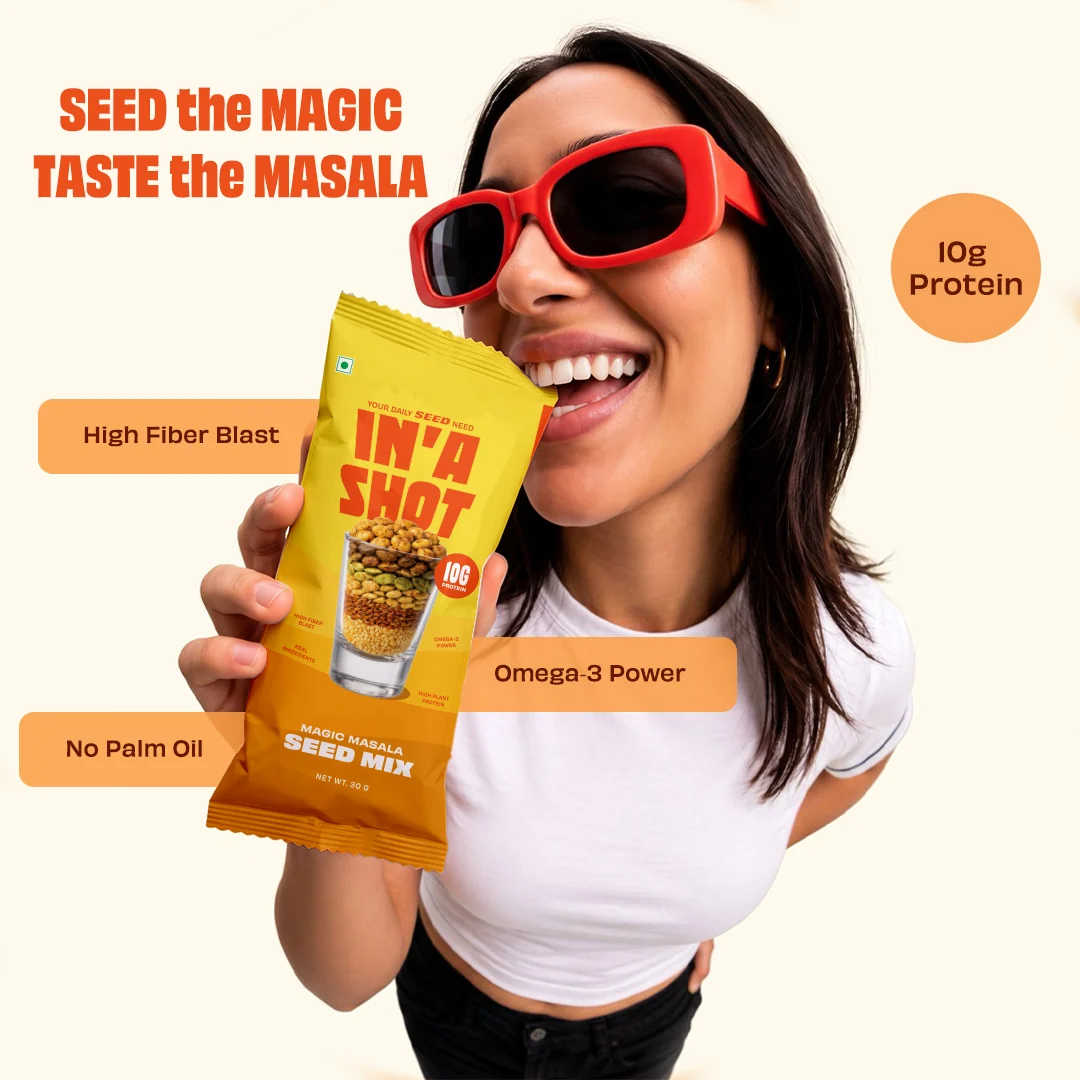 SEED the MAGIC
TASTE the MASALA
10g
Protein
High Fiber Blast
YOUR DAILY SEED NEED
IN'A
SHOT
10G
PROTEIN
HIGH FIBER
BLAST
REAL
INGREDIENTS
OMEGA-3
POWER
HIGH PLANT
PROTEIN
Omega-3 Power
No Palm Oil
MAGIC MASALA
SEED MIX
NET WT. 30 G